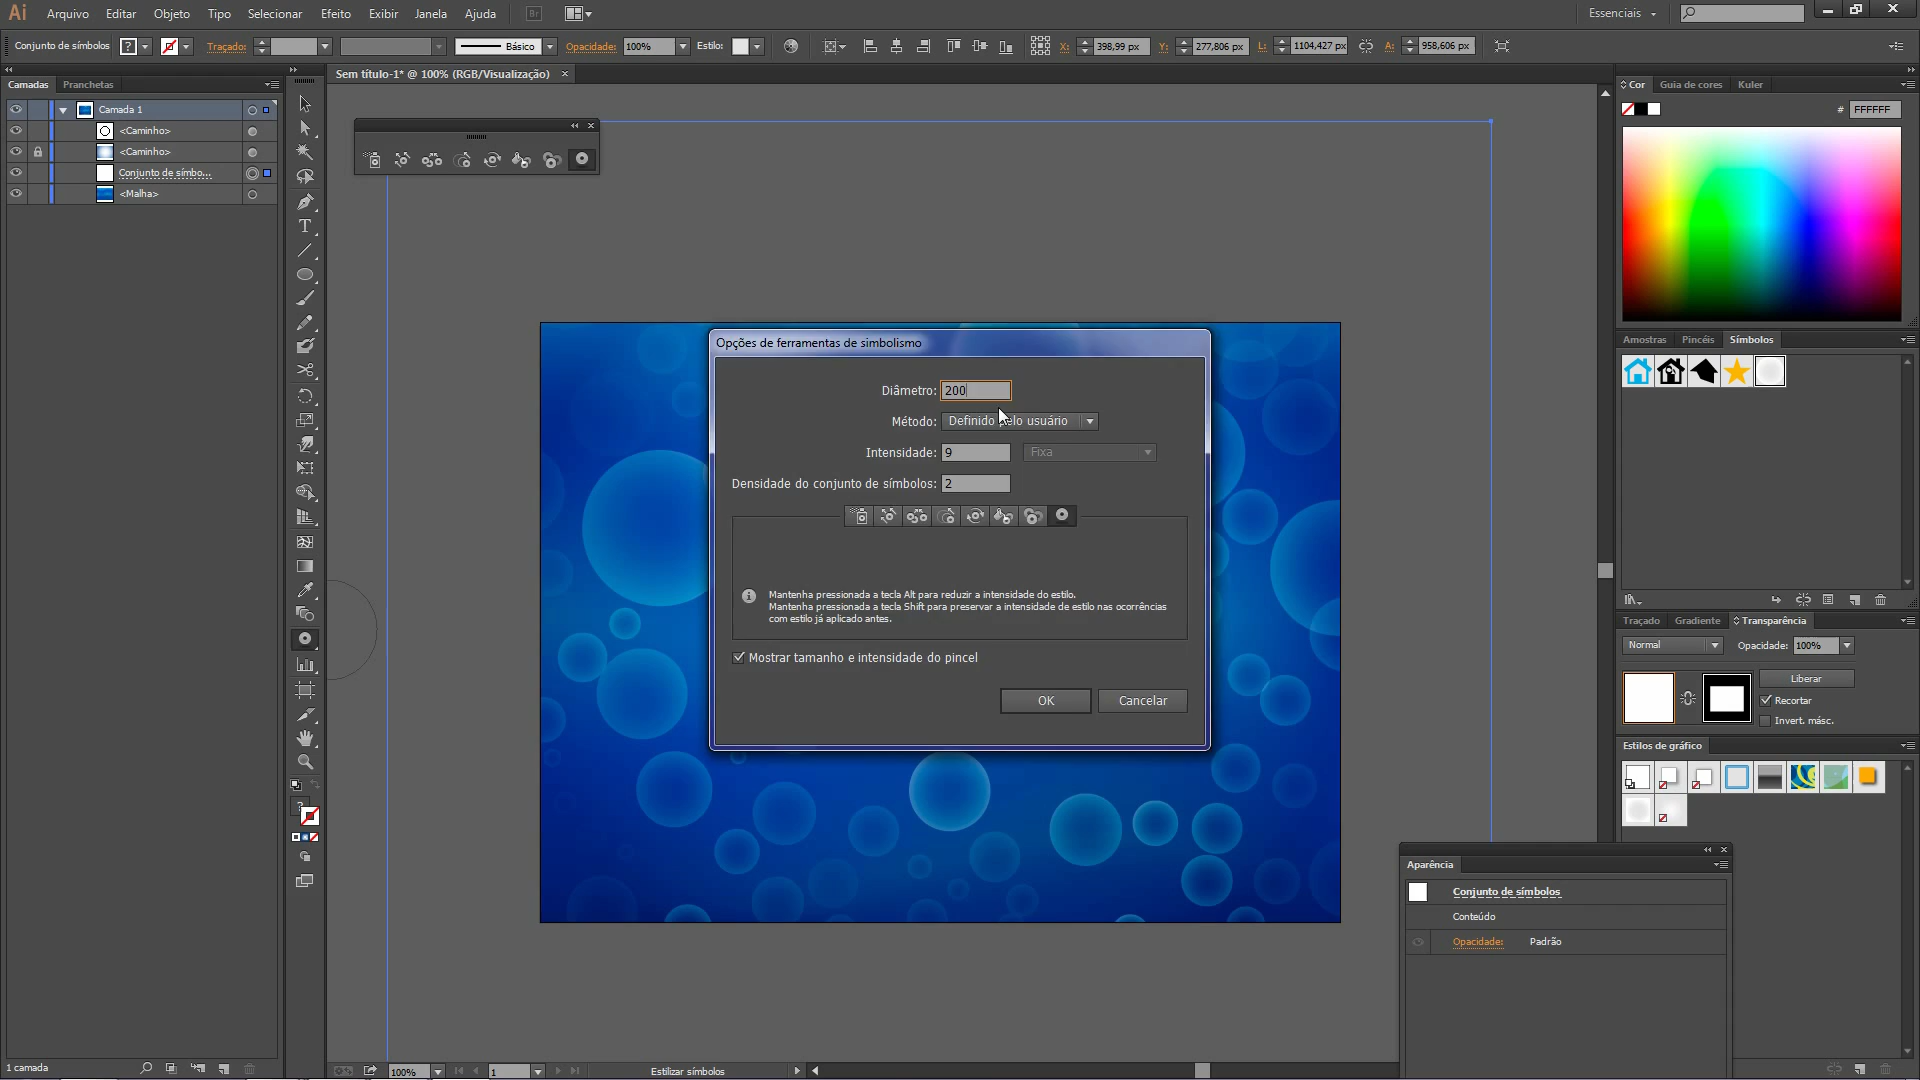 Ai Arquivo Editar Objeto Tipo Selecionar Efeito Exibir Janela Ajuda Br Essenciais
Conjunto de símbolos ? Traçado: Básico Opacidade: 100% Estilo: X: 398,99 px Y: 277,806 px L: 1104,427 px A: 958,606 px
Camadas Pranchetas
Sem título-1* @ 100% (RGB/Visualização)
Camada 1
<Caminho>
<Caminho>
Conjunto de símbo...
<Malha>
Cor Guia de cores Kuler
# FFFFFF
Opções de ferramentas de simbolismo
Diâmetro: 200
Método: Definido pelo usuário
Intensidade: 9 Fixa
Densidade do conjunto de símbolos: 2
Mantenha pressionada a tecla Alt para reduzir a intensidade do estilo.
Mantenha pressionada a tecla Shift para preservar a intensidade de estilo nas ocorrências
com estilo já aplicado antes.
Mostrar tamanho e intensidade do pincel
OK Cancelar
Amostras Pincéis Símbolos
Traçado Gradiente Transparência
Normal Opacidade: 100%
Liberar
Recortar
Invert. másc.
Estilos de gráfico
Aparência
Conjunto de símbolos
Conteúdo
Opacidade: Padrão
1 camada
100% 1 Estilizar símbolos